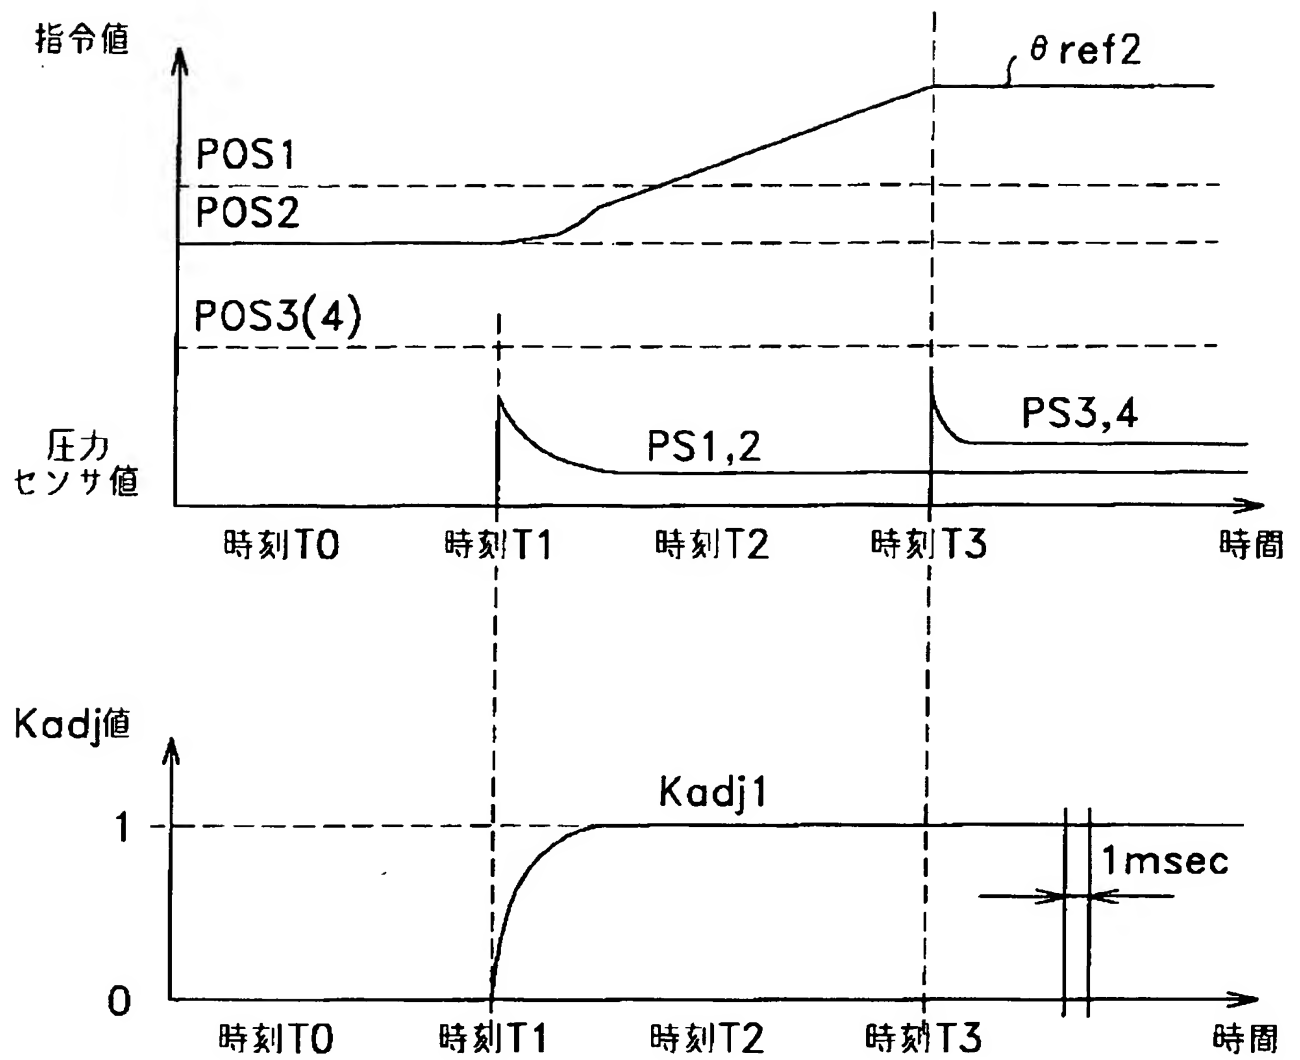 指令値
θref2
POS1
POS2
POS3(4)
PS3,4
PS1,2
圧力
センサ値
時刻T0 時刻T1 時刻T2 時刻T3 時間
Kadj値
Kadj1
1
1msec
0
時刻T0 時刻T1 時刻T2 時刻T3 時間